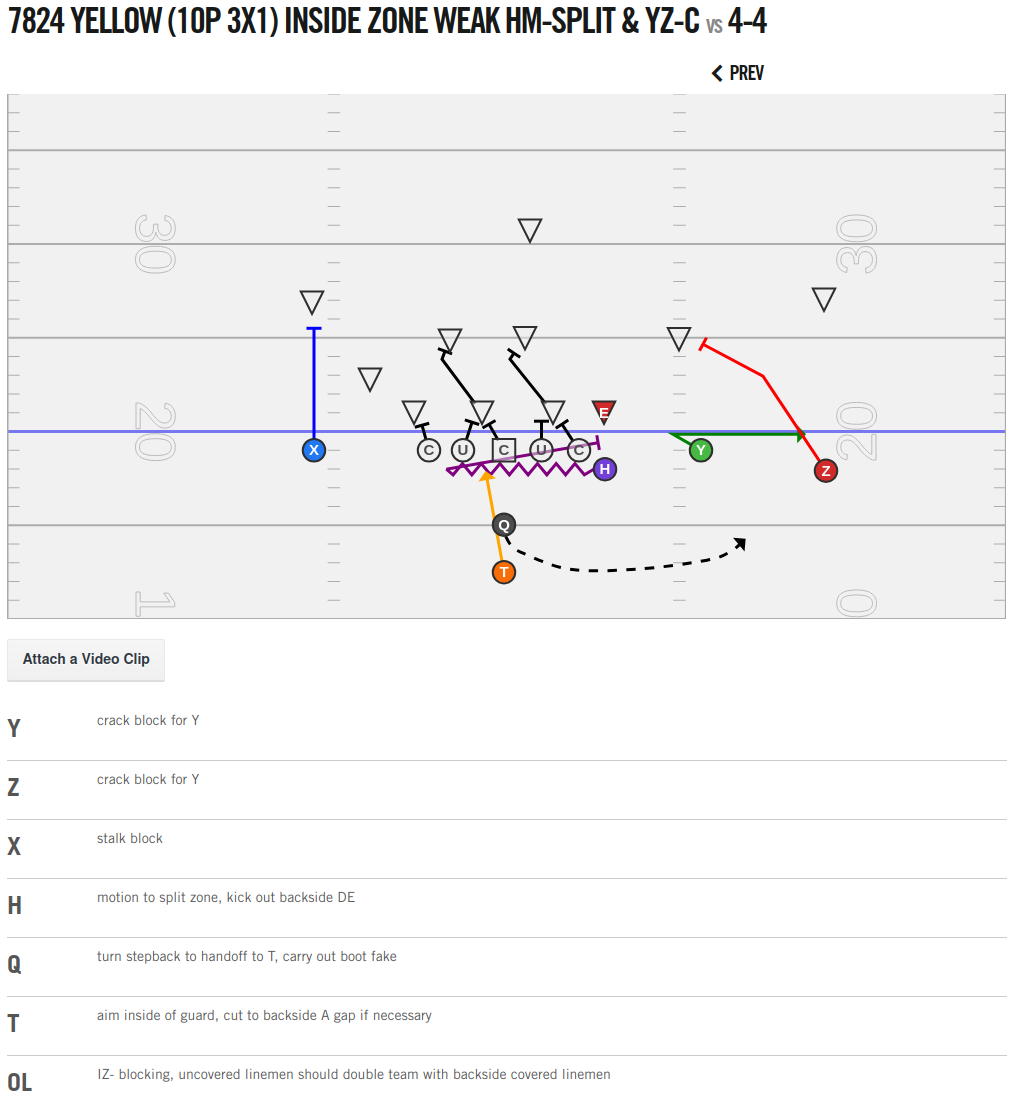 7824 YELLOW (10P 3X1) INSIDE ZONE WEAK HM-SPLIT & YZ-C VS 4-4
PREV
30 30
20 20
E
X C U C U C H Y Z
Q
T
1 0
Attach a Video Clip
Y crack block for Y
Z crack block for Y
X stalk block
H motion to split zone, kick out backside DE
Q turn stepback to handoff to T, carry out boot fake
T aim inside of guard, cut to backside A gap if necessary
OL IZ- blocking, uncovered linemen should double team with backside covered linemen